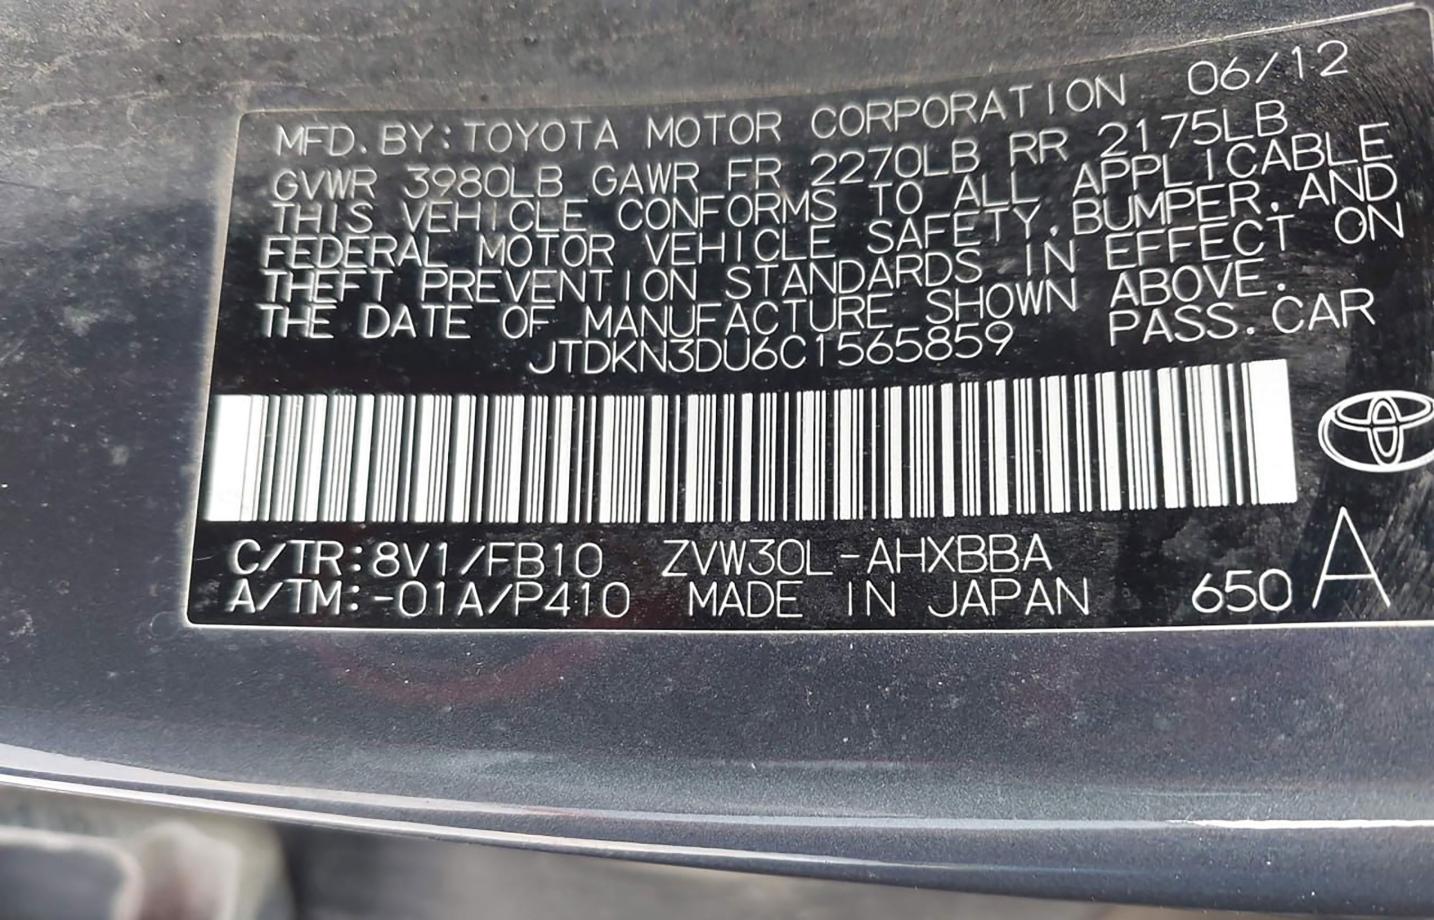 MFD. BY: TOYOTA MOTOR CORPORATION 06/12
GVWR 3980LB GAWR FR 2270LB RR 2175LB
THIS VEHICLE CONFORMS TO ALL APPLICABLE
FEDERAL MOTOR VEHICLE SAFETY, BUMPER, AND
THEFT PREVENTION STANDARDS IN EFFECT ON
THE DATE OF MANUFACTURE SHOWN ABOVE.
JTDKN3DU6C1565859 PASS. CAR
C/TR: 8V1/FB10 ZVW30L-AHXBBA
A/TM: -01A/P410 MADE IN JAPAN 650 A